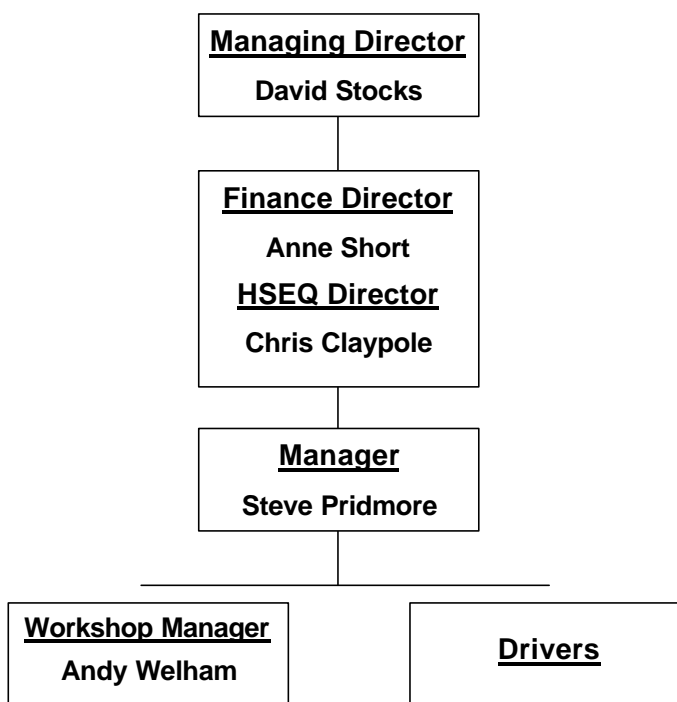 Managing Director
David Stocks
Finance Director
Anne Short
HSEQ Director
Chris Claypole
Manager
Steve Pridmore
Workshop Manager
Andy Welham
Drivers